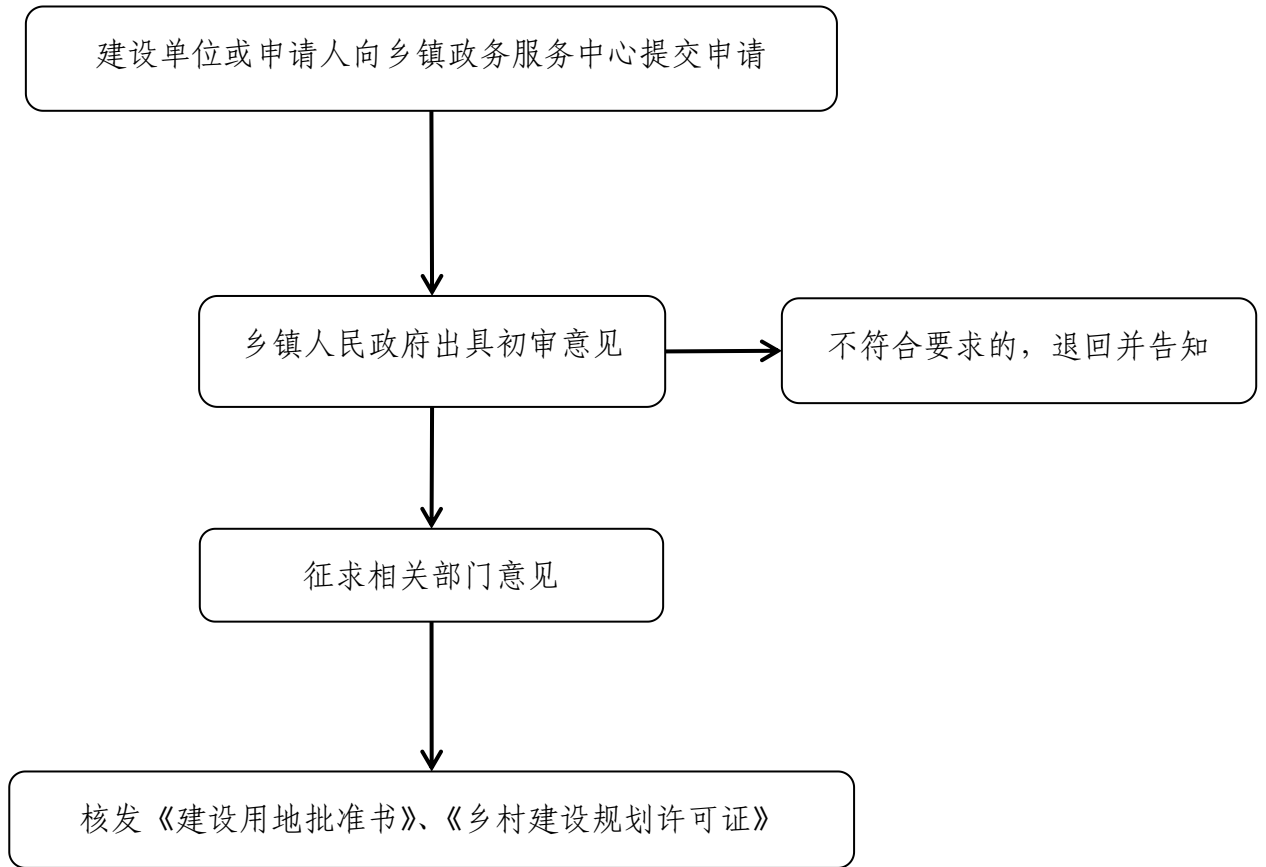 建设单位或申请人向乡镇政务服务中心提交申请
乡镇人民政府出具初审意见
不符合要求的，退回并告知
征求相关部门意见
核发《建设用地批准书》、《乡村建设规划许可证》